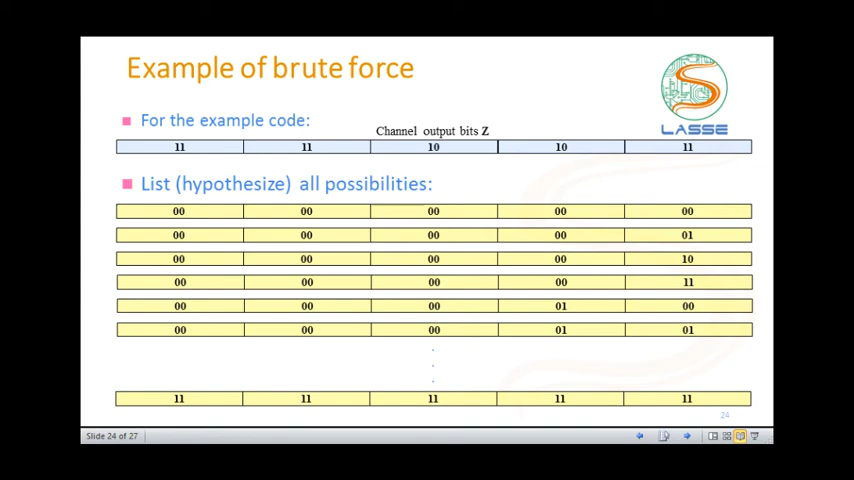 Example of brute force
LASSE
For the example code:
Channel output bits Z
11 11 10 10 11
List (hypothesize) all possibilities:
00 00 00 00 00
00 00 00 00 01
00 00 00 00 10
00 00 00 00 11
00 00 00 01 00
00 00 00 01 01
.
.
.
11 11 11 11 11
24
Slide 24 of 27